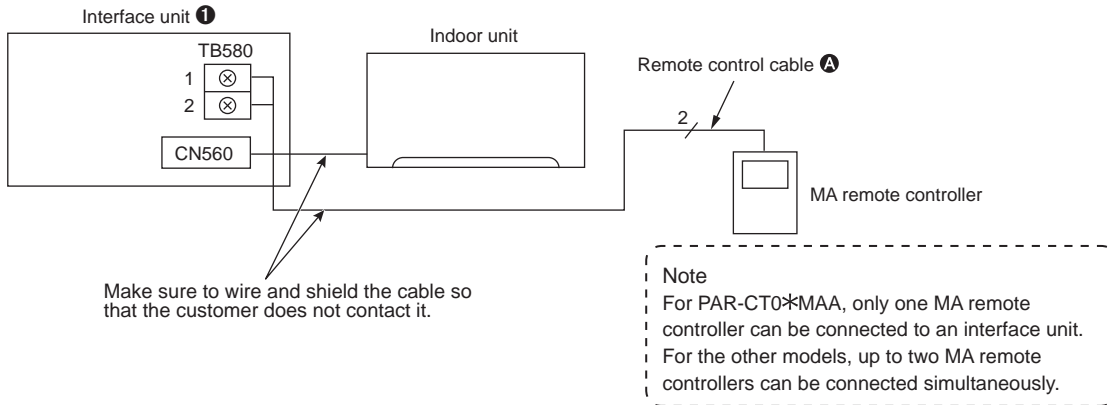 Interface unit ❶
Indoor unit
TB580
1
2
CN560
Remote control cable Ⓐ
2
MA remote controller
Make sure to wire and shield the cable so
that the customer does not contact it.
Note
For PAR-CT0✻MAA, only one MA remote
controller can be connected to an interface unit.
For the other models, up to two MA remote
controllers can be connected simultaneously.